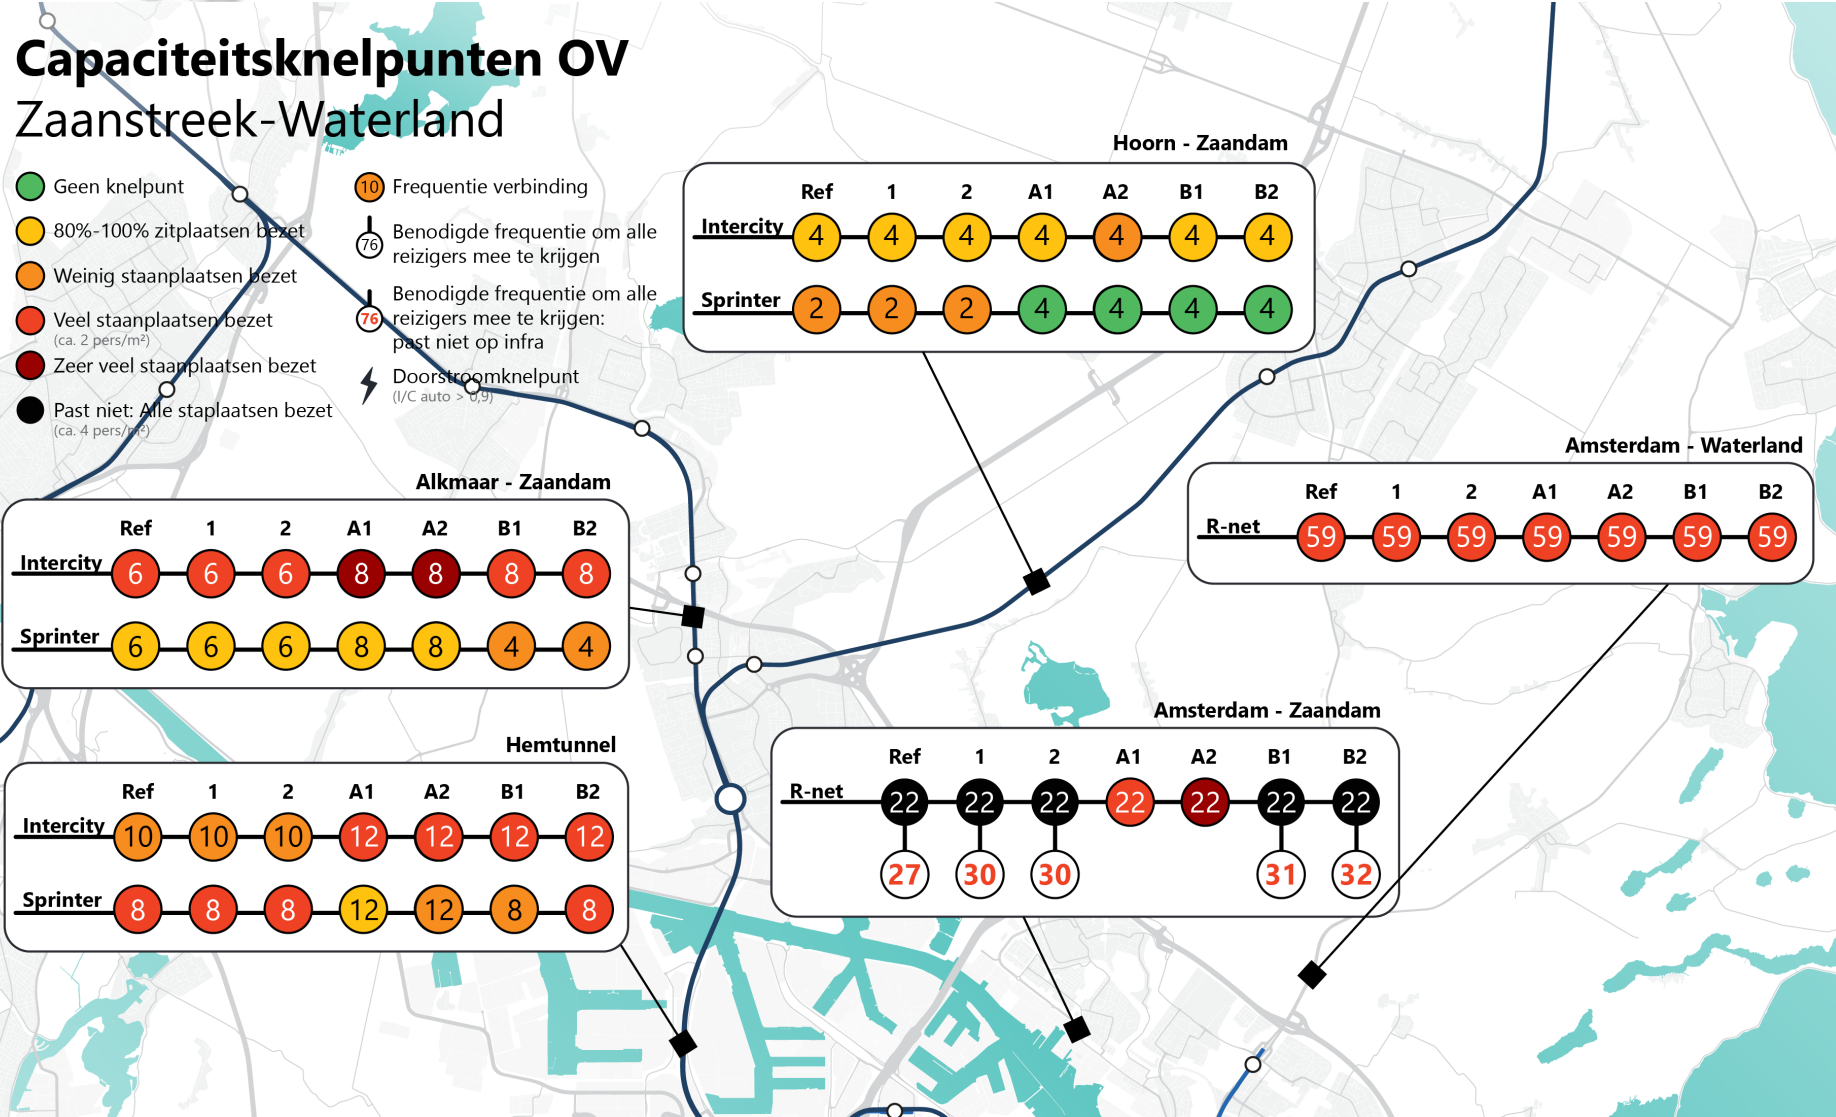 Capaciteitsknelpunten OV
Zaanstreek-Waterland
Geen knelpunt
80%-100% zitplaatsen bezet
Weinig staanplaatsen bezet
Veel staanplaatsen bezet
(ca. 2 pers/m²)
Zeer veel staanplaatsen bezet
Past niet: Alle staplaatsen bezet
(ca. 4 pers/m²)
10 Frequentie verbinding
76 Benodigde frequentie om alle
reizigers mee te krijgen
Benodigde frequentie om alle
76 reizigers mee te krijgen:
past niet op infra
Doorstroomknelpunt
(I/C auto > 0,9)
Hoorn - Zaandam
Ref 1 2 A1 A2 B1 B2
Intercity 4 4 4 4 4 4 4
Sprinter 2 2 2 4 4 4 4
Amsterdam - Waterland
Ref 1 2 A1 A2 B1 B2
R-net 59 59 59 59 59 59 59
Alkmaar - Zaandam
Ref 1 2 A1 A2 B1 B2
Intercity 6 6 6 8 8 8 8
Sprinter 6 6 6 8 8 4 4
Amsterdam - Zaandam
Ref 1 2 A1 A2 B1 B2
R-net 22 22 22 22 22 22 22
27 30 30 31 32
Hemtunnel
Ref 1 2 A1 A2 B1 B2
Intercity 10 10 10 12 12 12 12
Sprinter 8 8 8 12 12 8 8